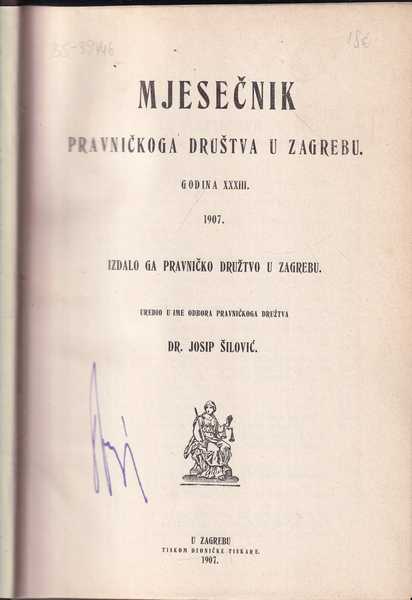 18€
MJESEČNIK
PRAVNIČKOGA DRUŠTVA U ZAGREBU.
GODINA XXXIII.
1907.
IZDALO GA PRAVNIČKO DRUŽTVO U ZAGREBU.
UREDIO U IME ODBORA PRAVNIČKOGA DRUŽTVA
DR. JOSIP ŠILOVIĆ.
U ZAGREBU
TISKOM DIONIČKE TISKARE.
1907.